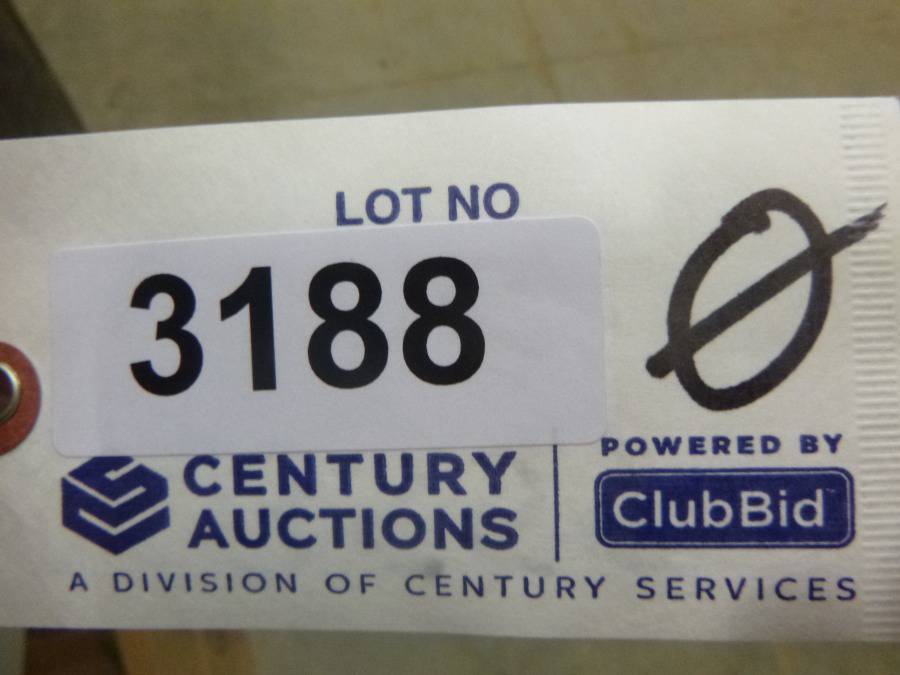 LOT NO
3188
Ø
CENTURY
AUCTIONS
POWERED BY
ClubBid
A DIVISION OF CENTURY SERVICES